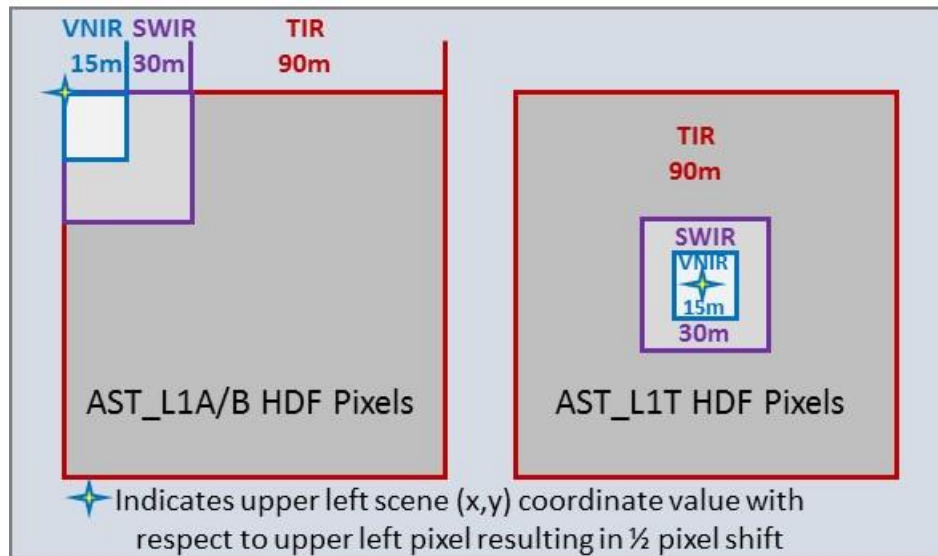 VNIR SWIR TIR
15m 30m 90m
TIR
90m
SWIR
VNIR
15m
30m
AST_L1A/B HDF Pixels
AST_L1T HDF Pixels
Indicates upper left scene (x,y) coordinate value with
respect to upper left pixel resulting in ½ pixel shift